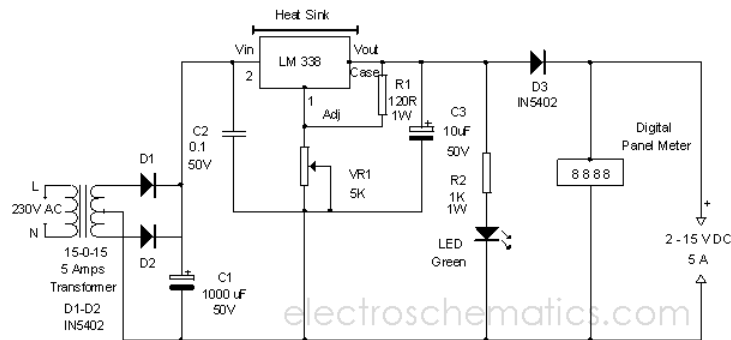 Heat Sink
Vin
Vout
LM 338
2
Case
1
Adj
R1
120R
1W
C3
10uF
50V
D3
IN5402
C2
0.1
50V
VR1
5K
Digital
Panel Meter
8888
D1
L
230V AC
N
D2
R2
1K
1W
LED
Green
+
2 - 15 V DC
5 A
15-0-15
5 Amps
Transformer
D1-D2
IN5402
C1
1000 uF
50V
electroschematics.com